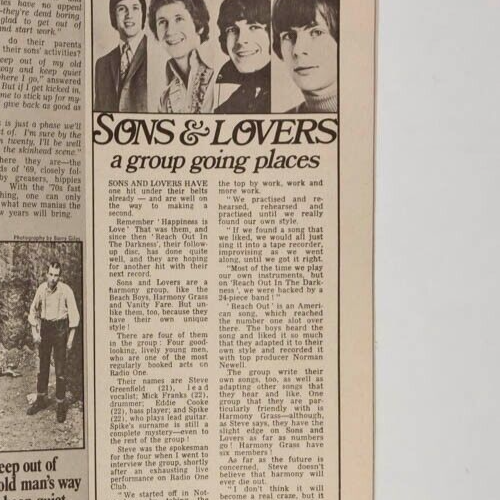 les have no appeal
—they're dead boring.
glad to get out of
nd start work."
do their parents
their sons' activities?
eep out of my old
way and keep quiet
where I go," answered
But if I get kicked in,
ome to stick up for my-
give back as good as
is just a phase we'll
t of. I'm sure by the
n twenty, I'll be well
the skinhead scene."
here they are—the
ds of '69, closely fol-
by greasers, hippies
With the '70s fast
hing, one can only
what new manias the
w years will bring.
Photographs by Barry Giles
eep out of
old man's way
SONS & LOVERS
a group going places
SONS AND LOVERS HAVE
one hit under their belts
already — and are well on
the way to making a
second.
Remember 'Happiness is
Love' That was them, and
since then 'Reach Out In
The Darkness', their follow-
up disc, has done quite
well, and they are hoping
for another hit with their
next record.
Sons and Lovers are a
harmony group, like the
Beach Boys, Harmony Grass
and Vanity Fare. But un-
like them, too, because they
have their own unique
style!
There are four of them
in the group: Four good-
looking, lively young men,
who are one of the most
regularly booked acts on
Radio One.
Their names are Steve
Greenfield (21), lead
vocalist; Mick Franks (22),
drummer; Eddie Cooke
(22), bass player; and Spike
(22), who plays lead guitar.
Spike's surname is still a
complete mystery—even to
the rest of the group!
Steve was the spokesman
for the four when I went to
interview the group, shortly
after an exhausting live
performance on Radio One
Club.
"We started off in Not-
the top by work, work and
more work.
"We practised and re-
hearsed, rehearsed and
practised until we really
found our own style.
"If we found a song that
we liked, we would all just
sing it into a tape recorder,
improvising as we went
along, until we got it right.
"Most of the time we play
our own instruments, but
on 'Reach Out In The Dark-
ness', we were backed by a
24-piece band!"
'Reach Out' is an Ameri-
can song, which reached
the number one slot over
there. The boys heard the
song and liked it so much
that they adapted it to their
own style and recorded it
with top producer Norman
Newell.
The group write their
own songs, too, as well as
adapting other songs that
they hear and like. One
group that they are par-
ticularly friendly with is
Harmony Grass—although,
as Steve says, they have the
slight edge on Sons and
Lovers as far as numbers
go! Harmony Grass have
six members!
As far as the future is
concerned, Steve doesn't
believe that harmony will
ever die out.
"I don't think it will
become a real craze, but it